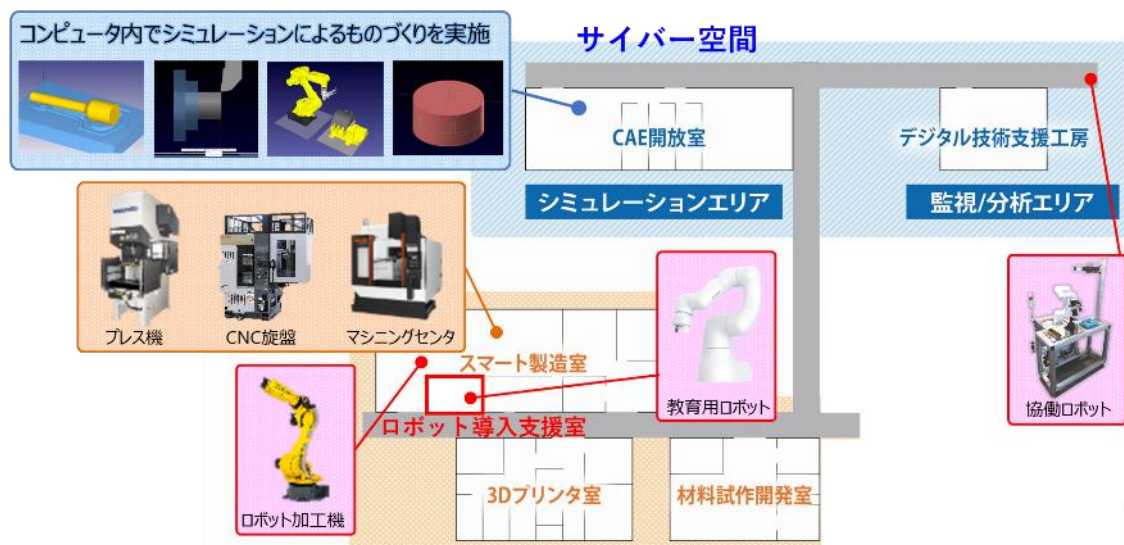 コンピュータ内でシミュレーションによるものづくりを実施
サイバー空間
CAE開放室
デジタル技術支援工房
シミュレーションエリア
監視/分析エリア
プレス機
CNC旋盤
マシニングセンタ
スマート製造室
教育用ロボット
協働ロボット
ロボット導入支援室
ロボット加工機
3Dプリンタ室
材料試作開発室